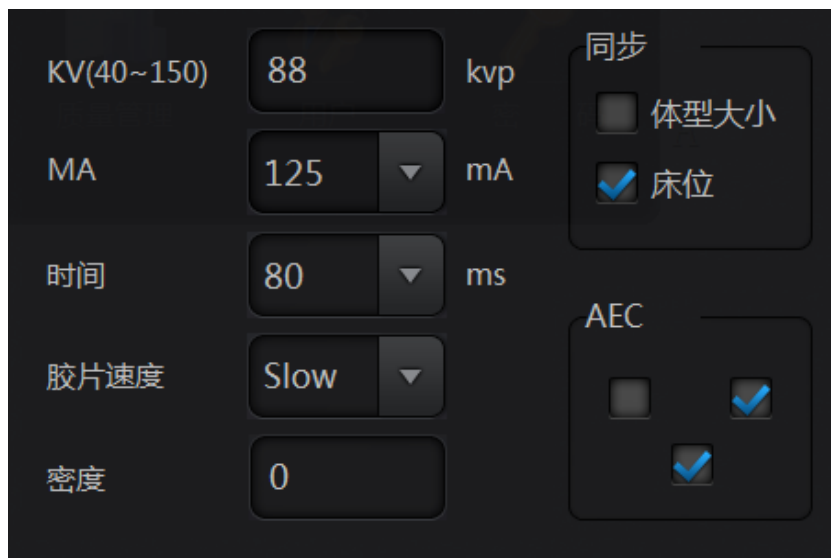 KV(40~150) 88 kvp
MA 125 mA
时间 80 ms
胶片速度 Slow
密度 0
同步
体型大小
床位
AEC